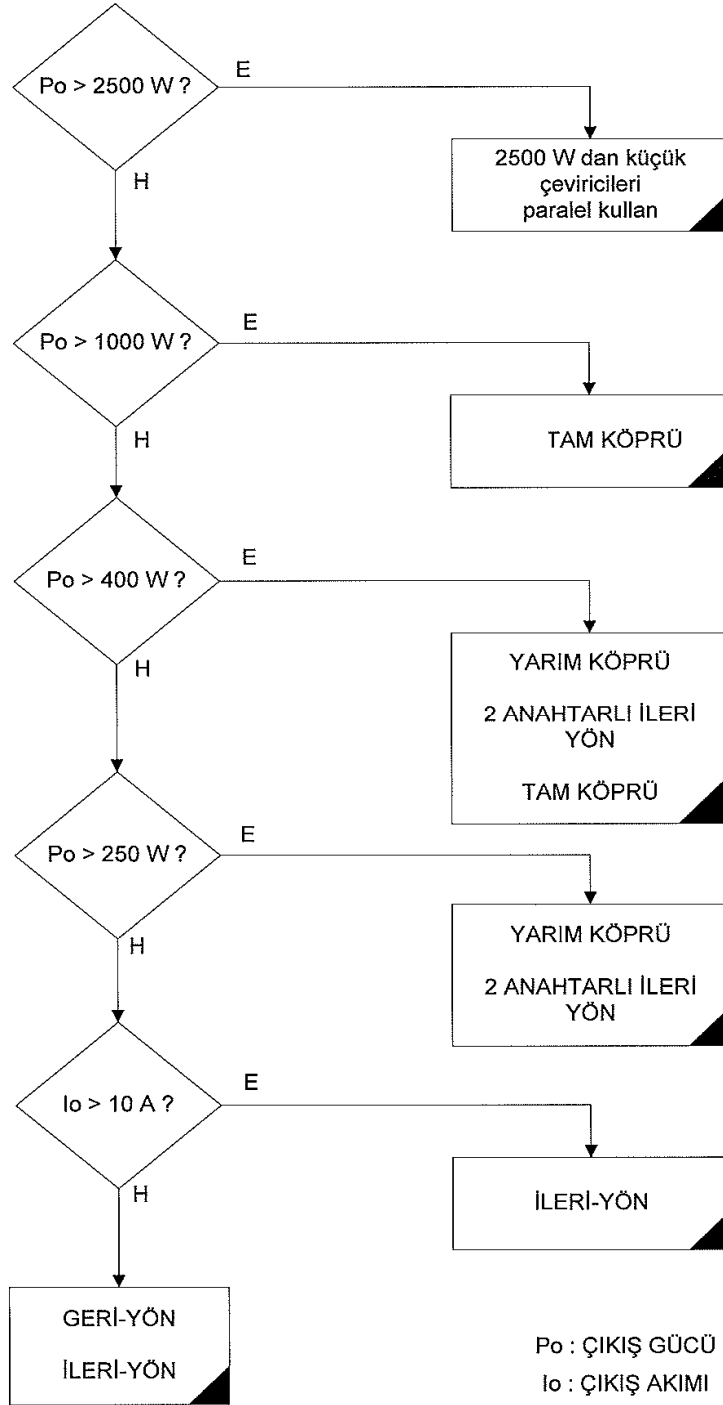 Po > 2500 W ?
E
H
2500 W dan küçük
çeviricileri
paralel kullan
Po > 1000 W ?
E
H
TAM KÖPRÜ
Po > 400 W ?
E
H
YARIM KÖPRÜ
2 ANAHTARLI İLERİ
YÖN
TAM KÖPRÜ
Po > 250 W ?
E
H
YARIM KÖPRÜ
2 ANAHTARLI İLERİ
YÖN
Io > 10 A ?
E
H
İLERİ-YÖN
GERİ-YÖN
İLERİ-YÖN
Po : ÇIKIŞ GÜCÜ
Io : ÇIKIŞ AKIMI